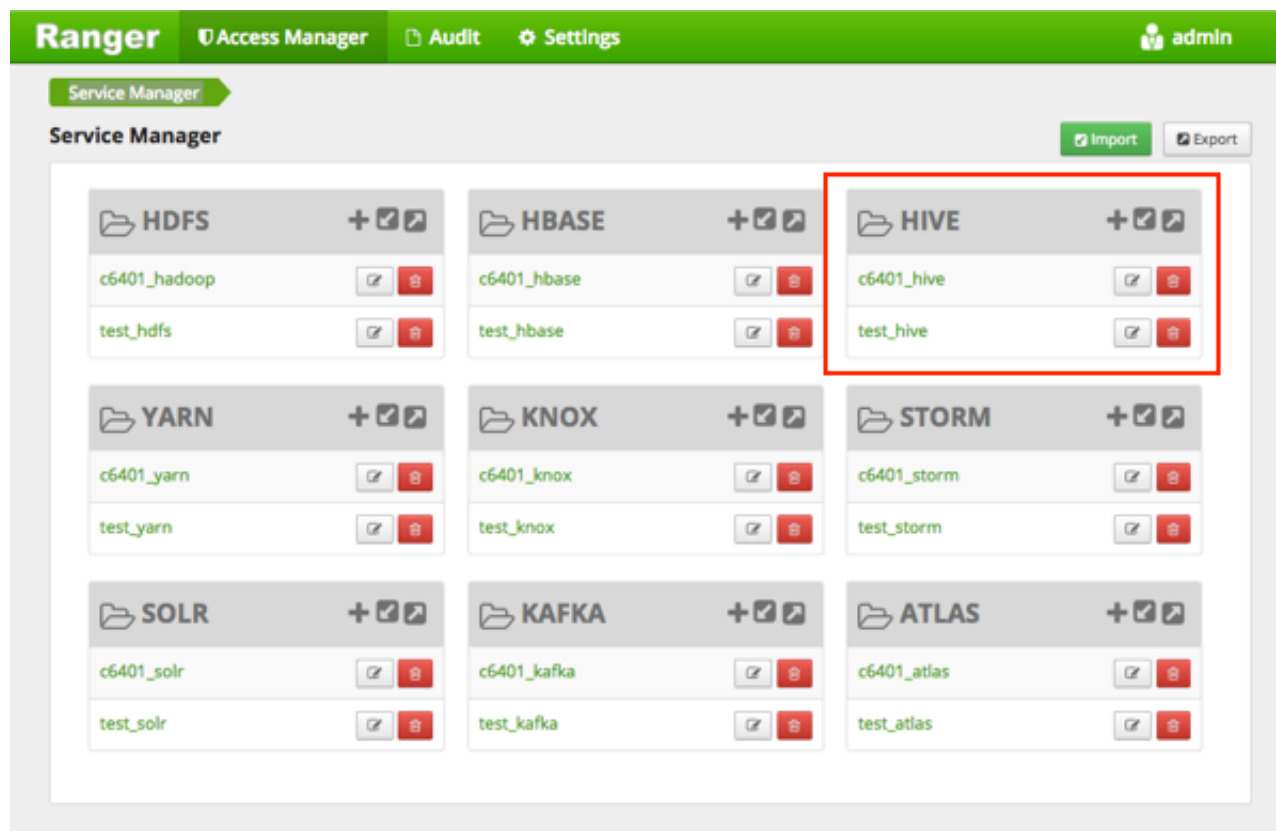 Ranger Access Manager Audit Settings admin
Service Manager
Service Manager Import Export
HDFS HBASE HIVE
c6401_hadoop c6401_hbase c6401_hive
test_hdfs test_hbase test_hive
YARN KNOX STORM
c6401_yarn c6401_knox c6401_storm
test_yarn test_knox test_storm
SOLR KAFKA ATLAS
c6401_solr c6401_kafka c6401_atlas
test_solr test_kafka test_atlas